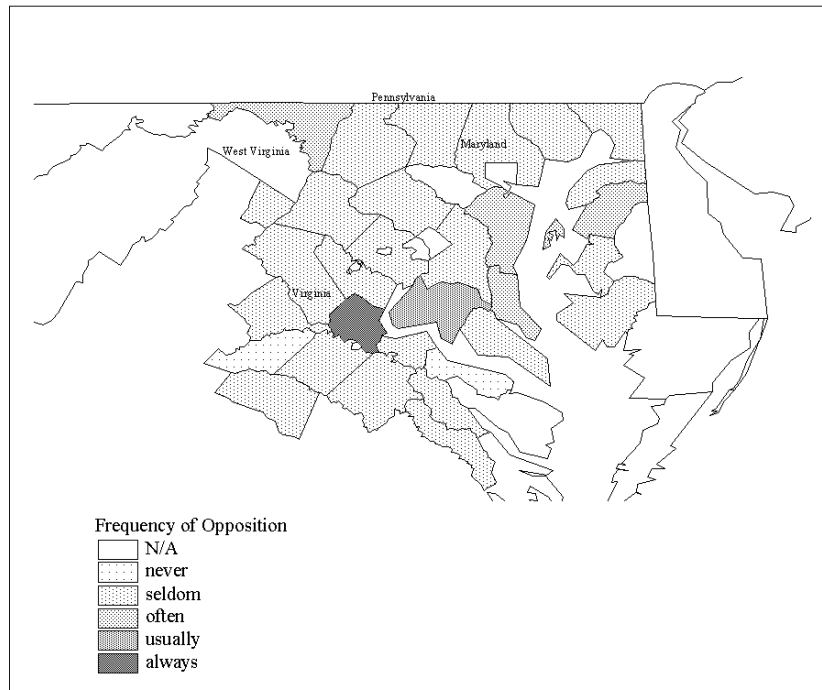 Pennsylvania
West Virginia
Maryland
Virginia
Frequency of Opposition
N/A
never
seldom
often
usually
always